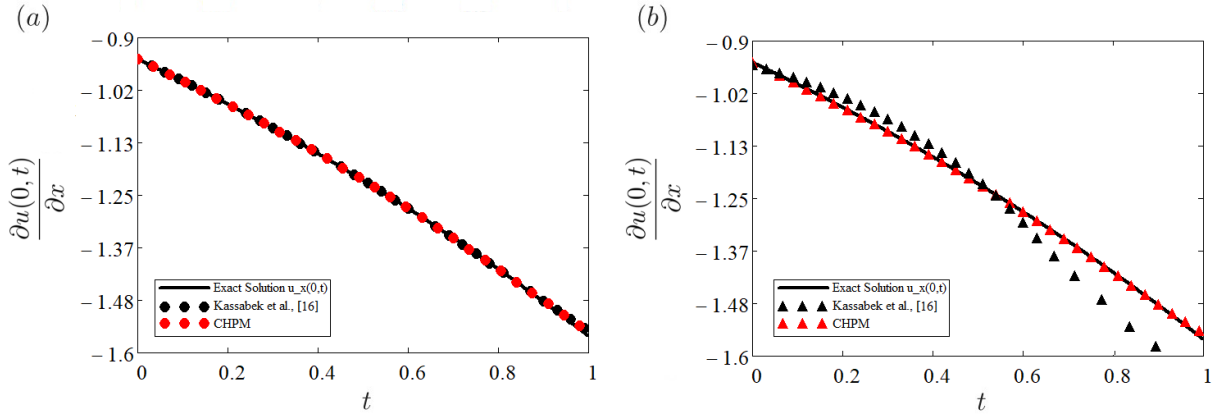 (a)
∂u(0, t)
∂x
−0.9
−1.02
−1.13
−1.25
−1.37
−1.48
−1.6
Exact Solution u_x(0,t)
Kassabek et al., [16]
CHPM
0 0.2 0.4 0.6 0.8 1
t
(b)
∂u(0, t)
∂x
−0.9
−1.02
−1.13
−1.25
−1.37
−1.48
−1.6
Exact Solution u_x(0,t)
Kassabek et al., [16]
CHPM
0 0.2 0.4 0.6 0.8 1
t